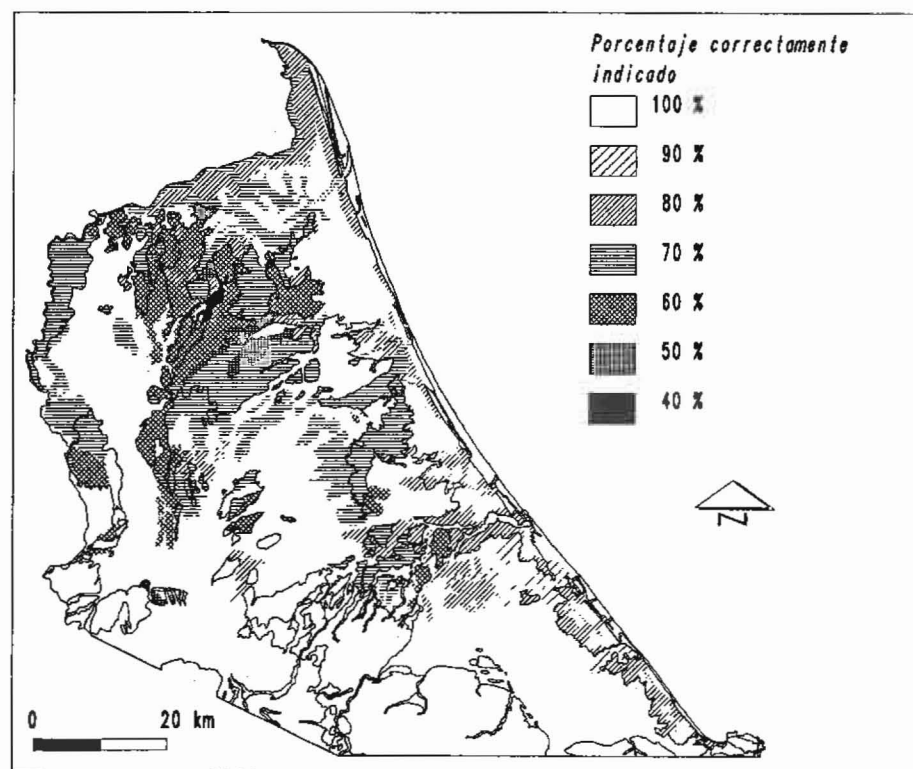 Porcentaje correctamente
indicado
100 %
90 %
80 %
70 %
60 %
50 %
40 %
N
0 20 km